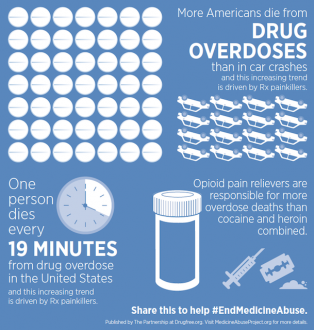 More Americans die from
DRUG
OVERDOSES
than in car crashes
and this increasing trend
is driven by Rx painkillers.
One
person
dies
every
19 MINUTES
from drug overdose
in the United States
and this increasing trend
is driven by Rx painkillers.
Opioid pain relievers are
responsible for more
overdose deaths than
cocaine and heroin
combined.
Share this to help #EndMedicineAbuse.
Published by The Partnership at Drugfree.org. Visit MedicineAbuseProject.org for more details.